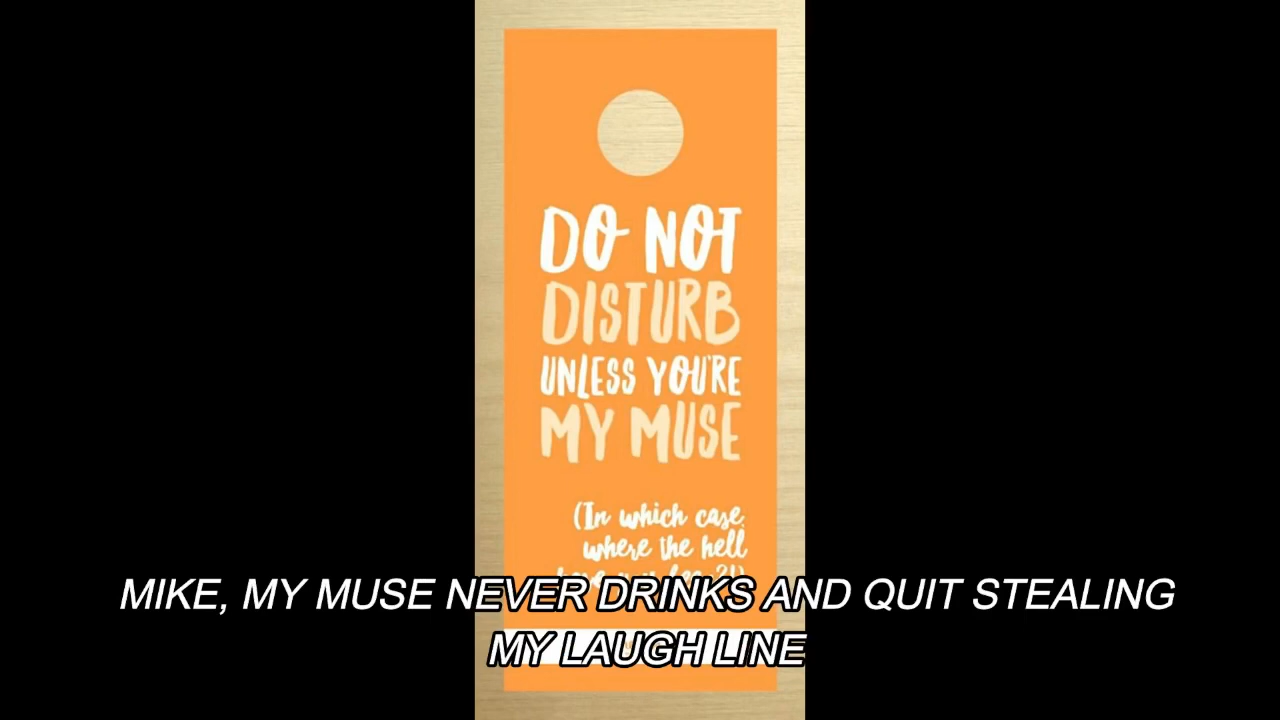 DO NOT
DISTURB
UNLESS YOU'RE
MY MUSE
(In which case,
where the hell
MIKE, MY MUSE NEVER DRINKS AND QUIT STEALING
MY LAUGH LINE